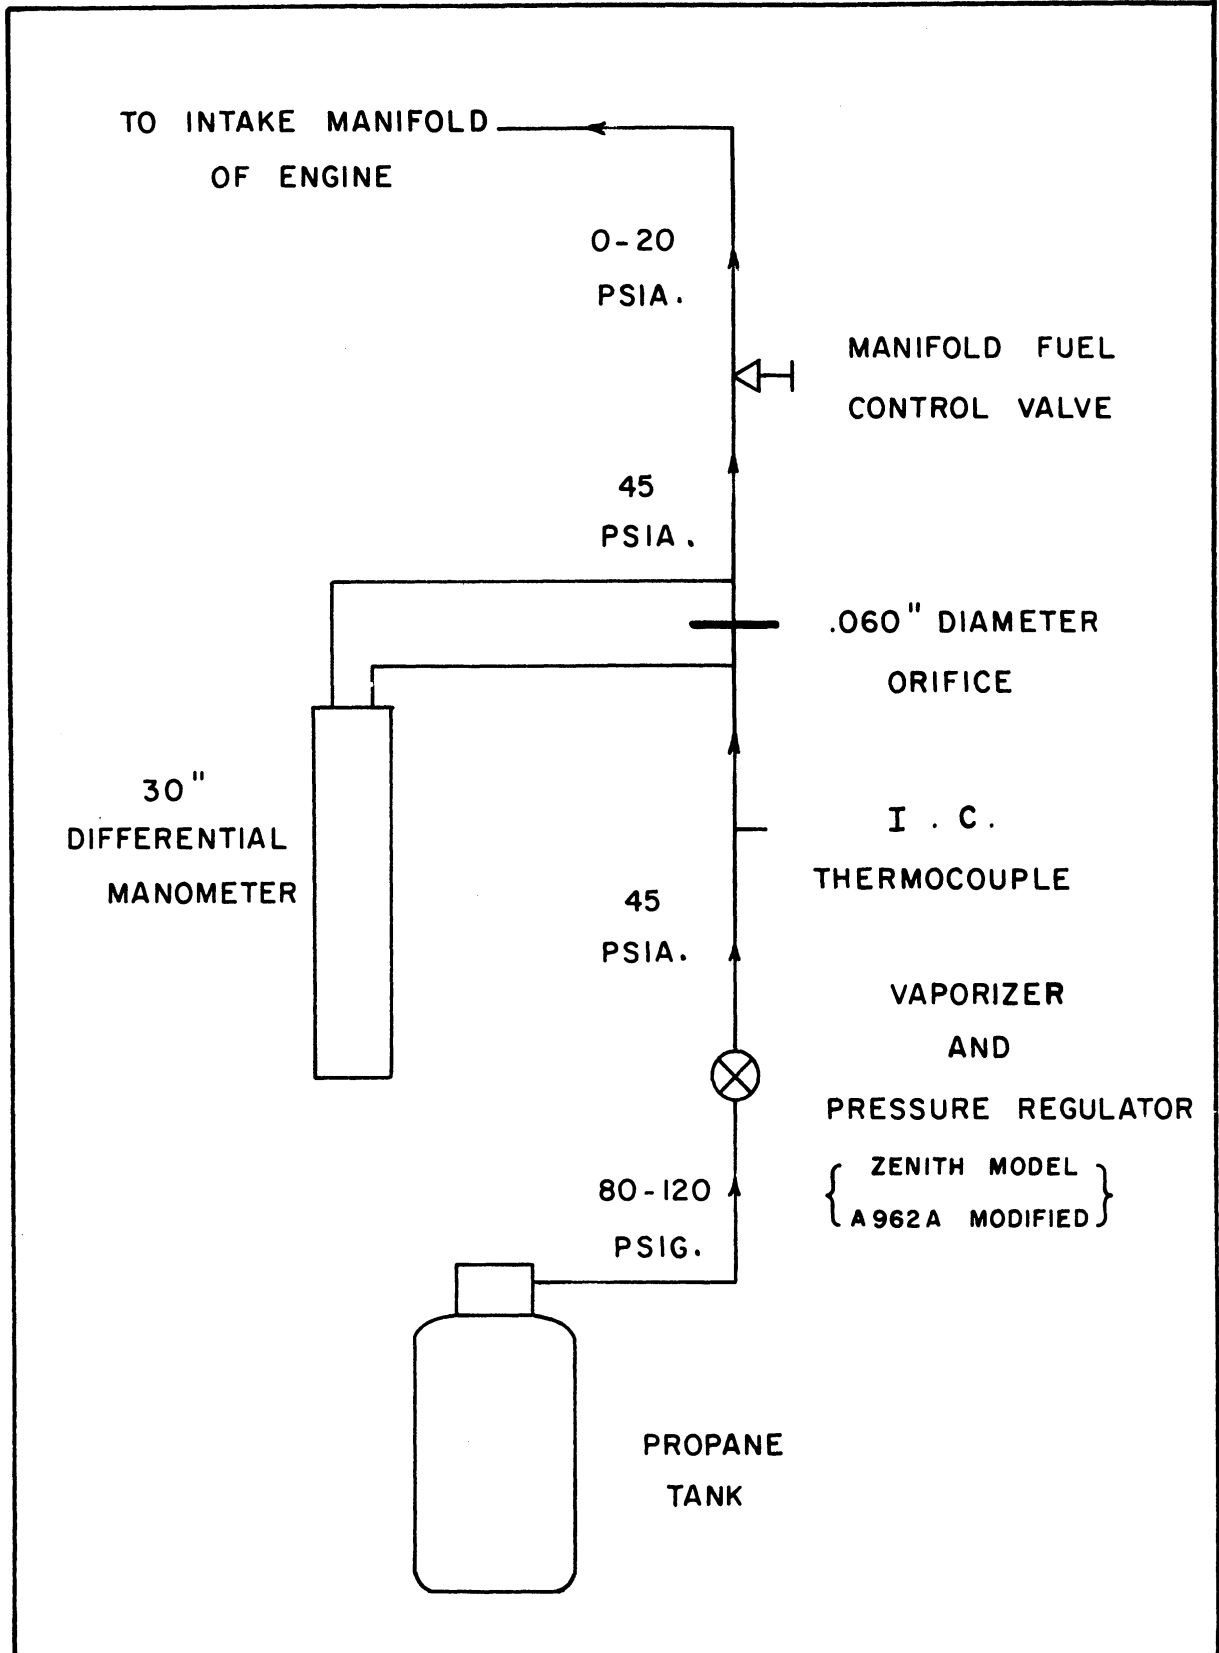 TO INTAKE MANIFOLD
OF ENGINE
0-20
PSIA.
MANIFOLD FUEL
CONTROL VALVE
45
PSIA.
.060" DIAMETER
ORIFICE
30"
DIFFERENTIAL
MANOMETER
I . C .
THERMOCOUPLE
45
PSIA.
VAPORIZER
AND
PRESSURE REGULATOR
{ ZENITH MODEL }
A962A MODIFIED
80-120
PSIG.
PROPANE
TANK